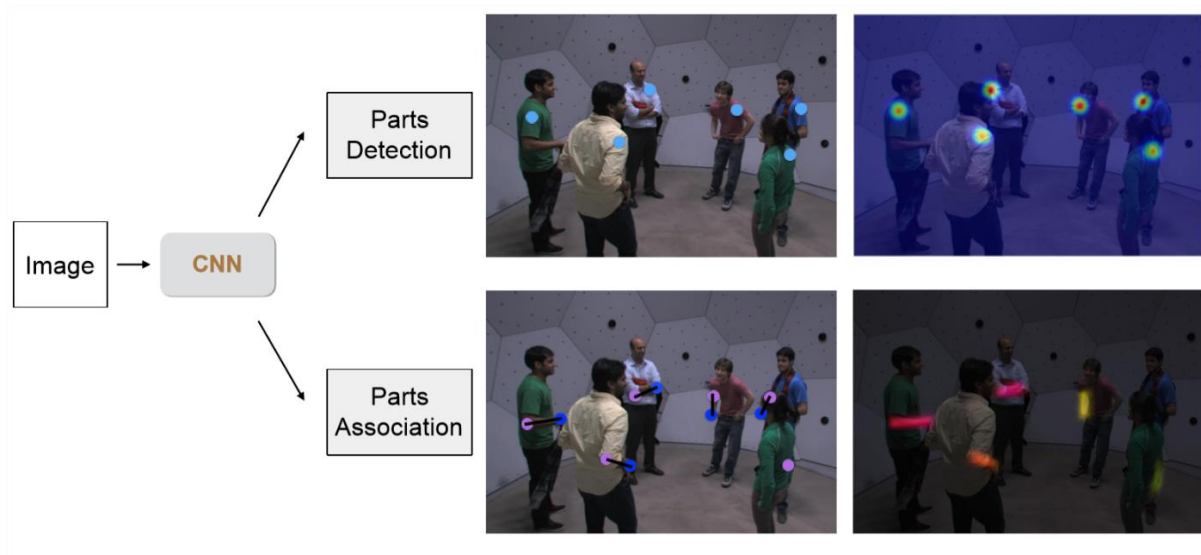 Parts
Detection
Image
CNN
Parts
Association